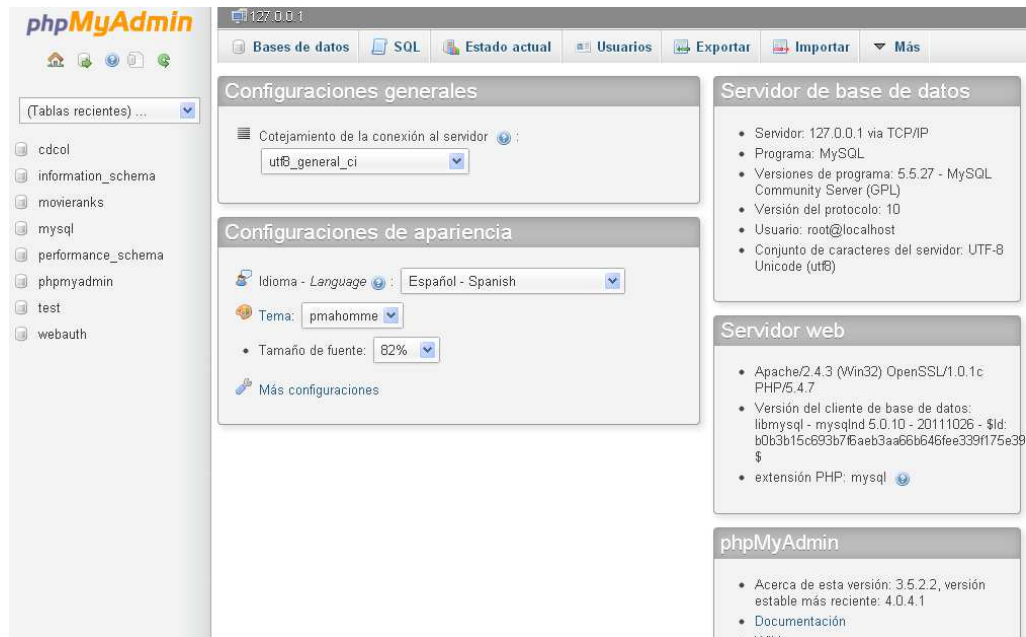 phpMyAdmin
(Tablas recientes) ...
cdcol
information_schema
movieranks
mysql
performance_schema
phpmyadmin
test
webauth
127.0.0.1
Bases de datos
SQL
Estado actual
Usuarios
Exportar
Importar
Más
Configuraciones generales
Cotejamiento de la conexión al servidor :
utf8_general_ci
Configuraciones de apariencia
Idioma - Language : Español - Spanish
Tema: pmahomme
Tamaño de fuente: 82%
Más configuraciones
Servidor de base de datos
Servidor: 127.0.0.1 via TCP/IP
Programa: MySQL
Versiones de programa: 5.5.27 - MySQL
Community Server (GPL)
Versión del protocolo: 10
Usuario: root@localhost
Conjunto de caracteres del servidor: UTF-8
Unicode (utf8)
Servidor web
Apache/2.4.3 (Win32) OpenSSL/1.0.1c
PHP/5.4.7
Versión del cliente de base de datos:
libmysql - mysqlnd 5.0.10 - 20111026 - $Id:
b0b3b15c693b7f6aeb3aa66b646fee339f175e39
$
extensión PHP: mysql
phpMyAdmin
Acerca de esta versión: 3.5.2.2, versión
estable más reciente: 4.0.4.1
Documentación